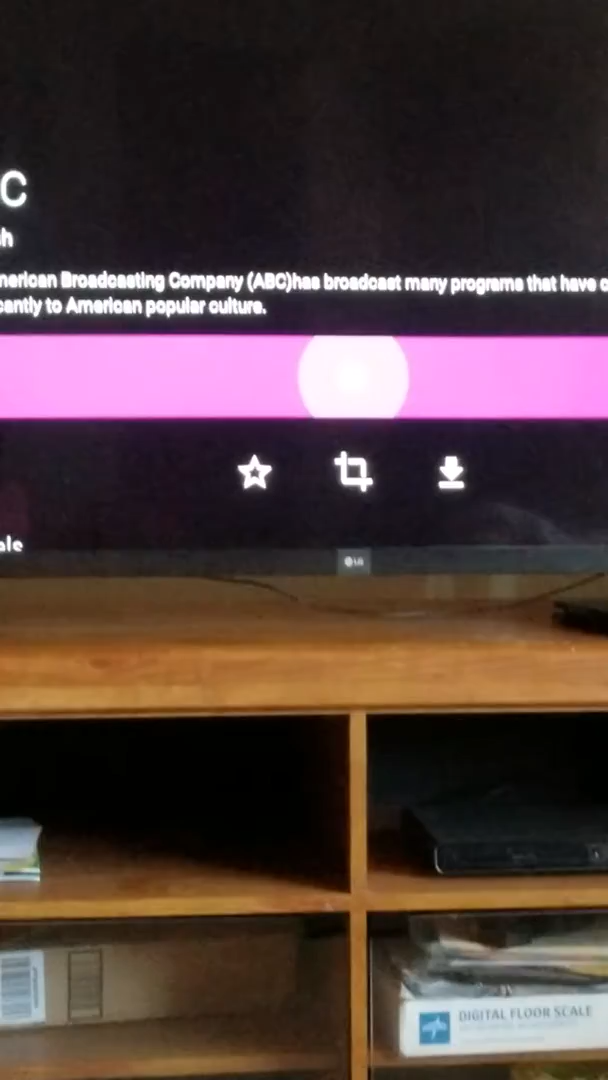 C
h
merican Broadcasting Company (ABC)has broadcast many programs that have c
cantly to American popular culture.
ale
LG
DIGITAL FLOOR SCALE